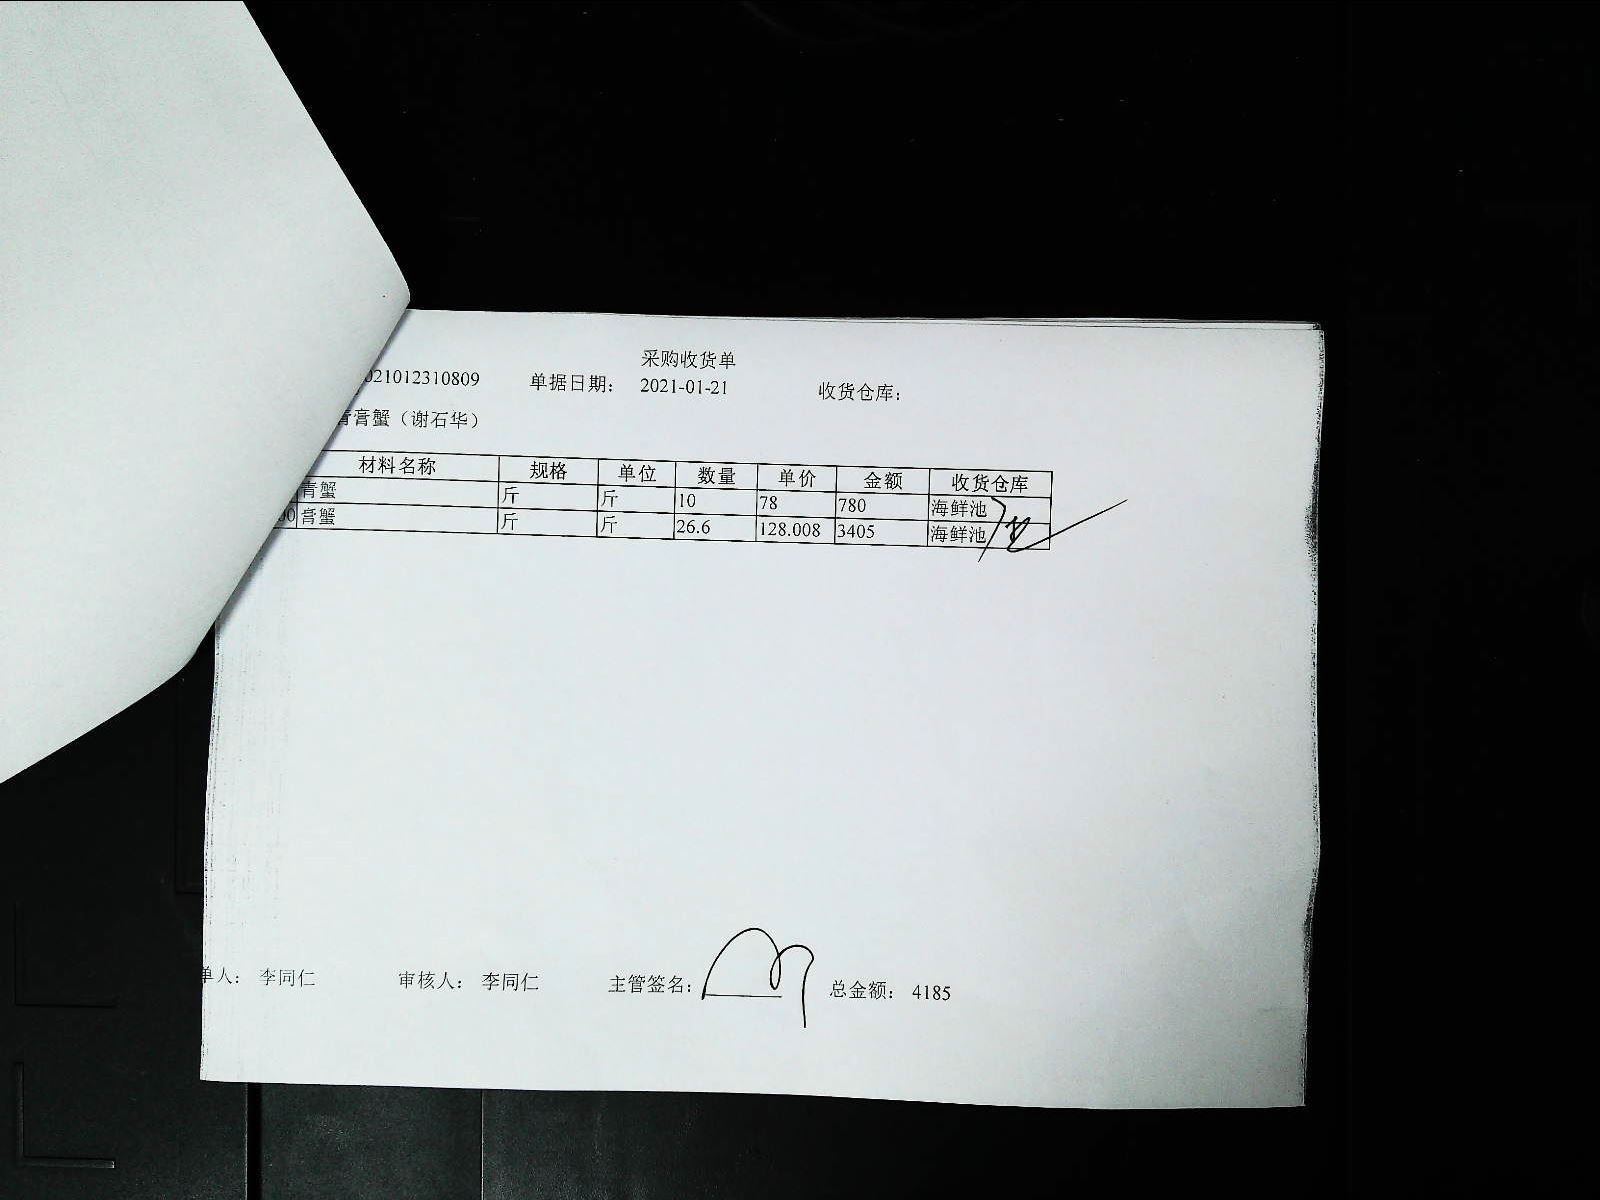 采购收货单
021012310809 单据日期： 2021-01-21 收货仓库：
青膏蟹（谢石华）
材料名称 规格 单位 数量 单价 金额 收货仓库
青蟹 斤 斤 10 78 780 海鲜池
00 膏蟹 斤 斤 26.6 128.008 3405 海鲜池
单人： 李同仁 审核人： 李同仁 主管签名： 总金额： 4185